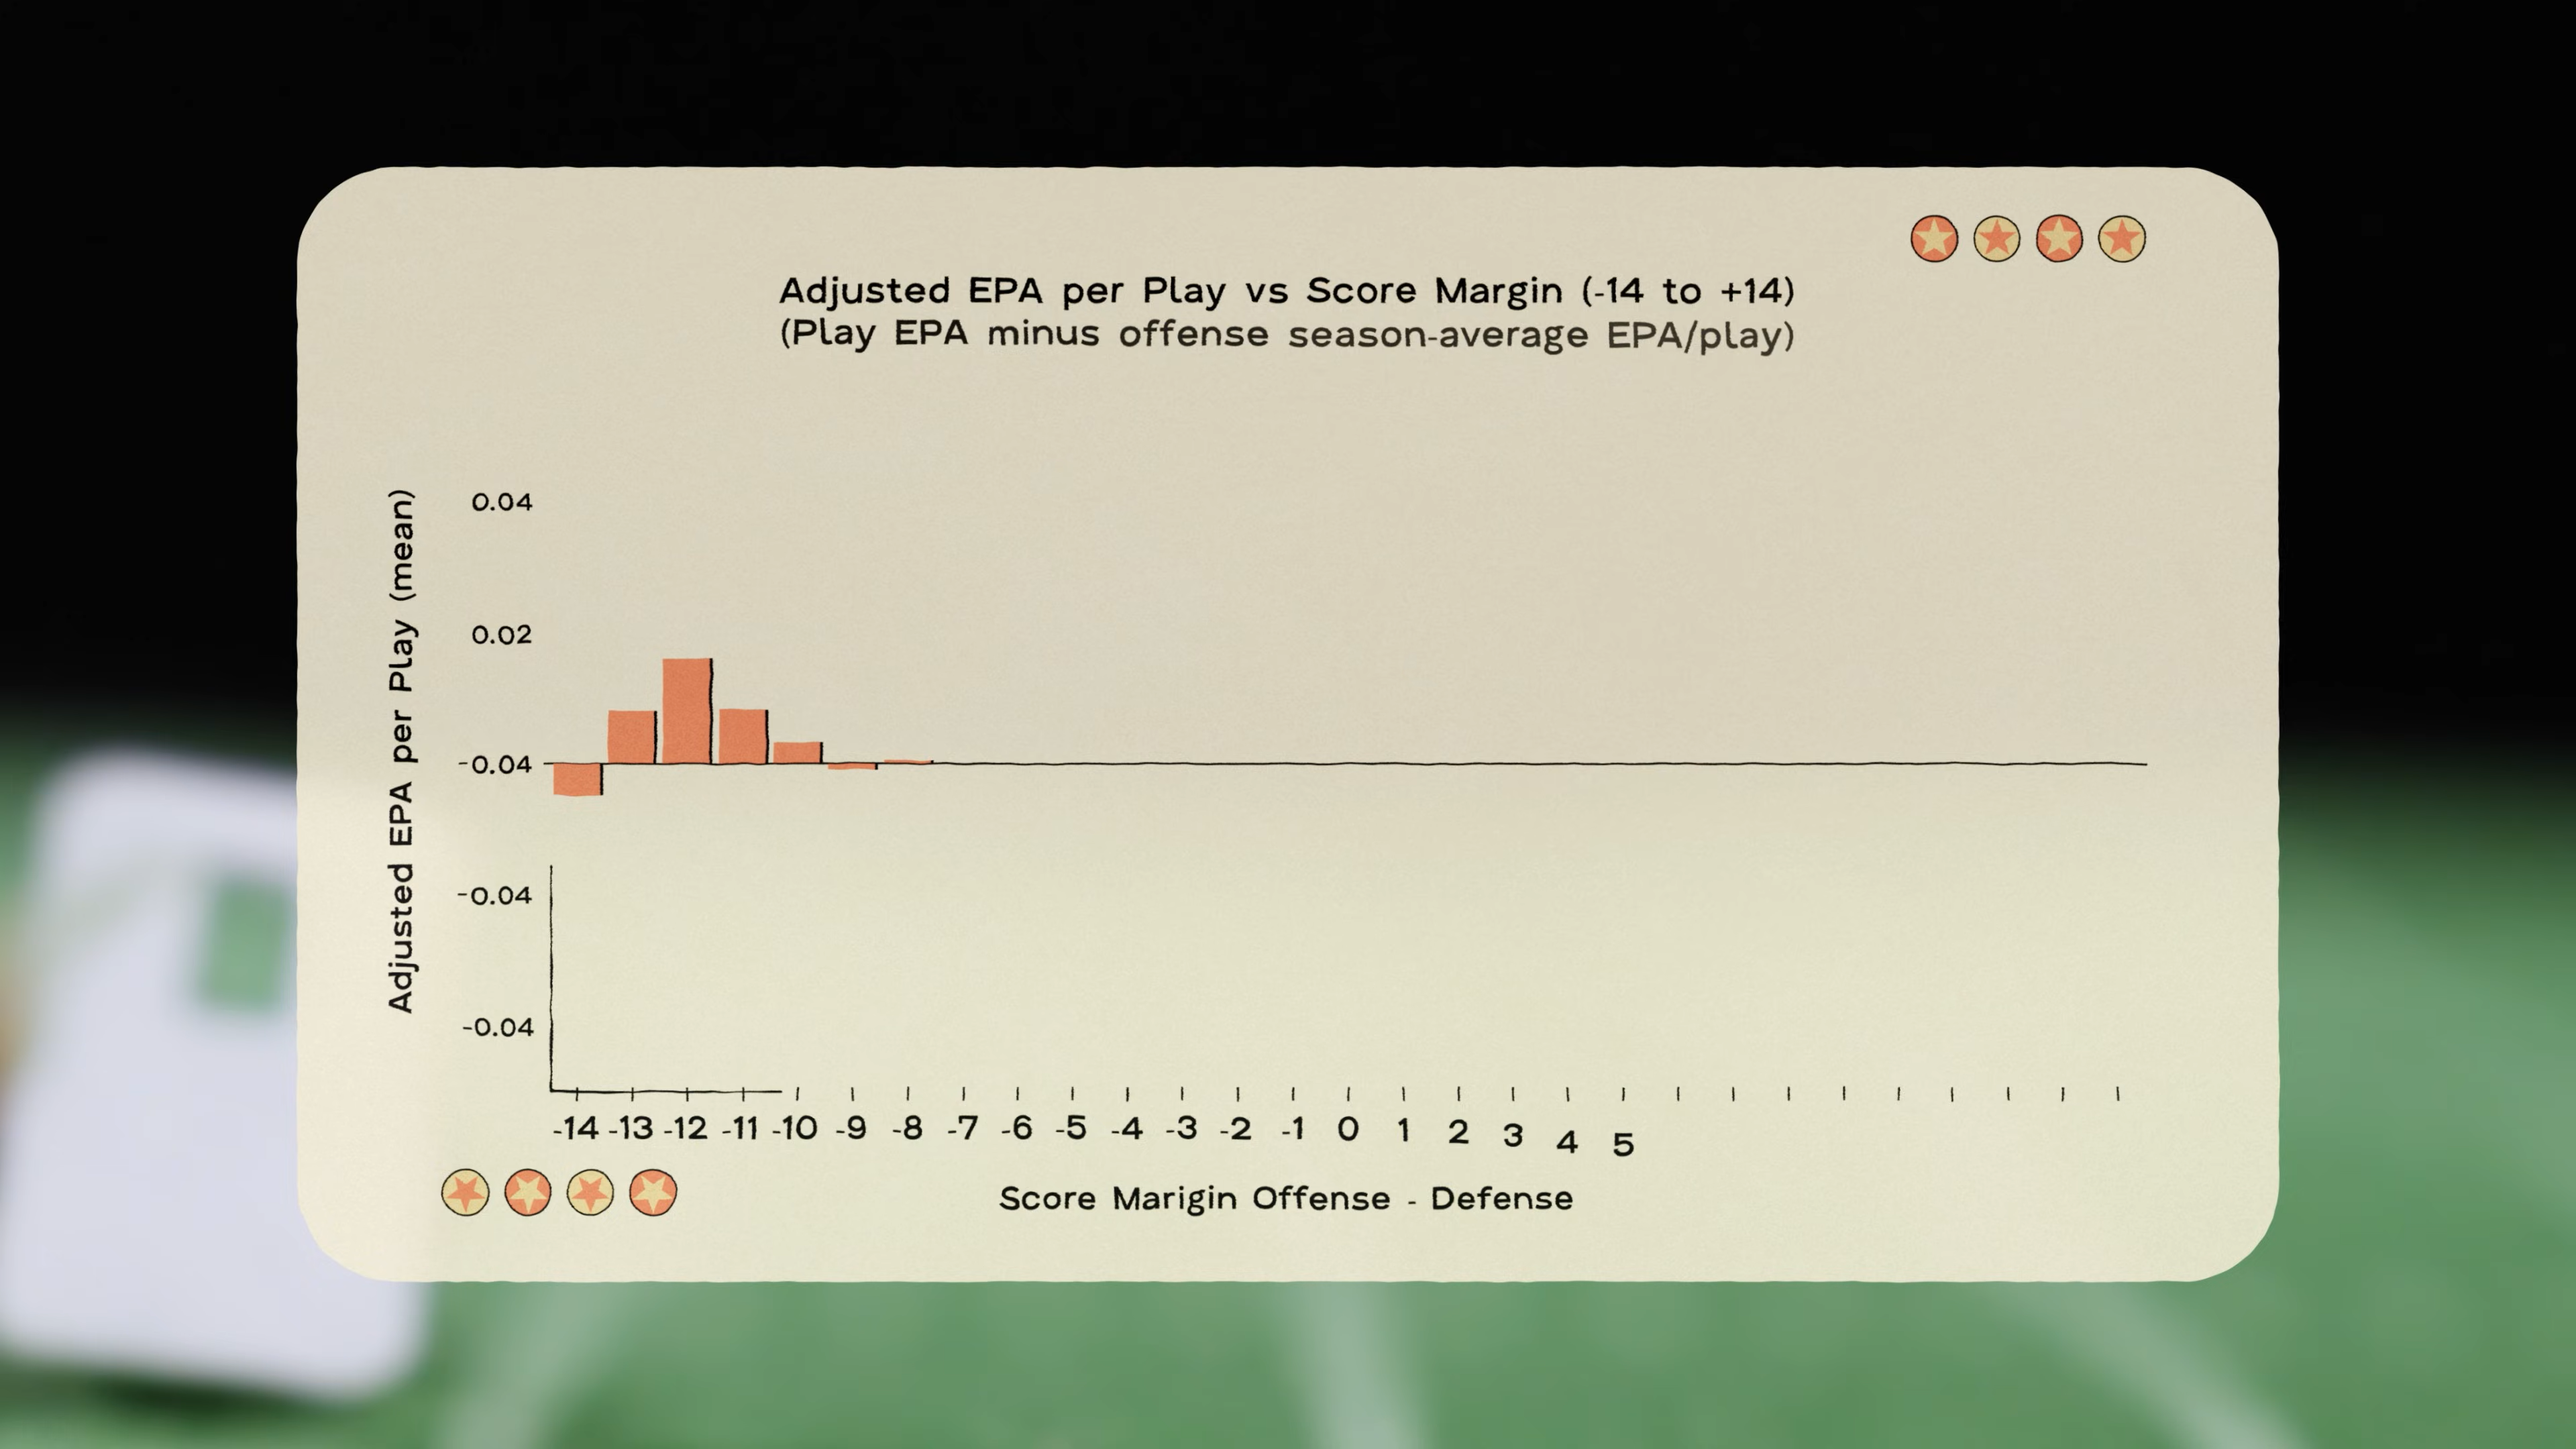 Adjusted EPA per Play vs Score Margin (-14 to +14)
(Play EPA minus offense season-average EPA/play)
Adjusted EPA per Play (mean)
0.04
0.02
-0.04
-0.04
-0.04
-14 -13 -12 -11 -10 -9 -8 -7 -6 -5 -4 -3 -2 -1 0 1 2 3 4 5
Score Marigin Offense - Defense